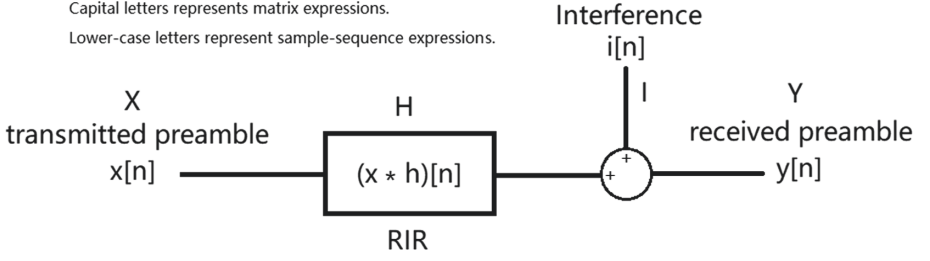 Capital letters represents matrix expressions.
Lower-case letters represent sample-sequence expressions.
Interference
i[n]
I
X
transmitted preamble
x[n]
H
(x * h)[n]
RIR
+
+
Y
received preamble
y[n]